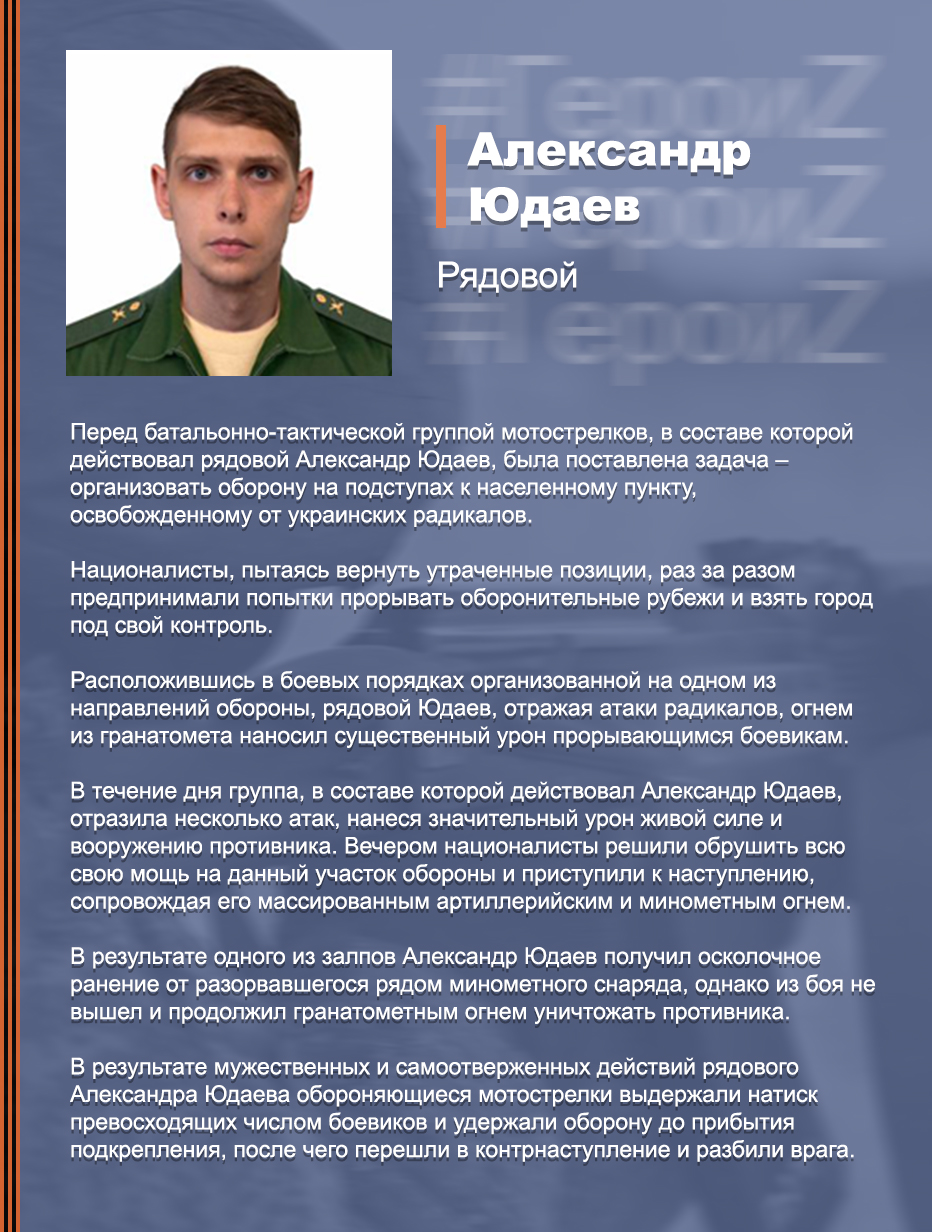 #ГероиZ
#ГероиZ
#ГероиZ
Александр
Юдаев
Рядовой
Перед батальонно-тактической группой мотострелков, в составе которой
действовал рядовой Александр Юдаев, была поставлена задача –
организовать оборону на подступах к населенному пункту,
освобожденному от украинских радикалов.
Националисты, пытаясь вернуть утраченные позиции, раз за разом
предпринимали попытки прорывать оборонительные рубежи и взять город
под свой контроль.
Расположившись в боевых порядках организованной на одном из
направлений обороны, рядовой Юдаев, отражая атаки радикалов, огнем
из гранатомета наносил существенный урон прорывающимся боевикам.
В течение дня группа, в составе которой действовал Александр Юдаев,
отразила несколько атак, нанеся значительный урон живой силе и
вооружению противника. Вечером националисты решили обрушить всю
свою мощь на данный участок обороны и приступили к наступлению,
сопровождая его массированным артиллерийским и минометным огнем.
В результате одного из залпов Александр Юдаев получил осколочное
ранение от разорвавшегося рядом минометного снаряда, однако из боя не
вышел и продолжил гранатометным огнем уничтожать противника.
В результате мужественных и самоотверженных действий рядового
Александра Юдаева обороняющиеся мотострелки выдержали натиск
превосходящих числом боевиков и удержали оборону до прибытия
подкрепления, после чего перешли в контрнаступление и разбили врага.